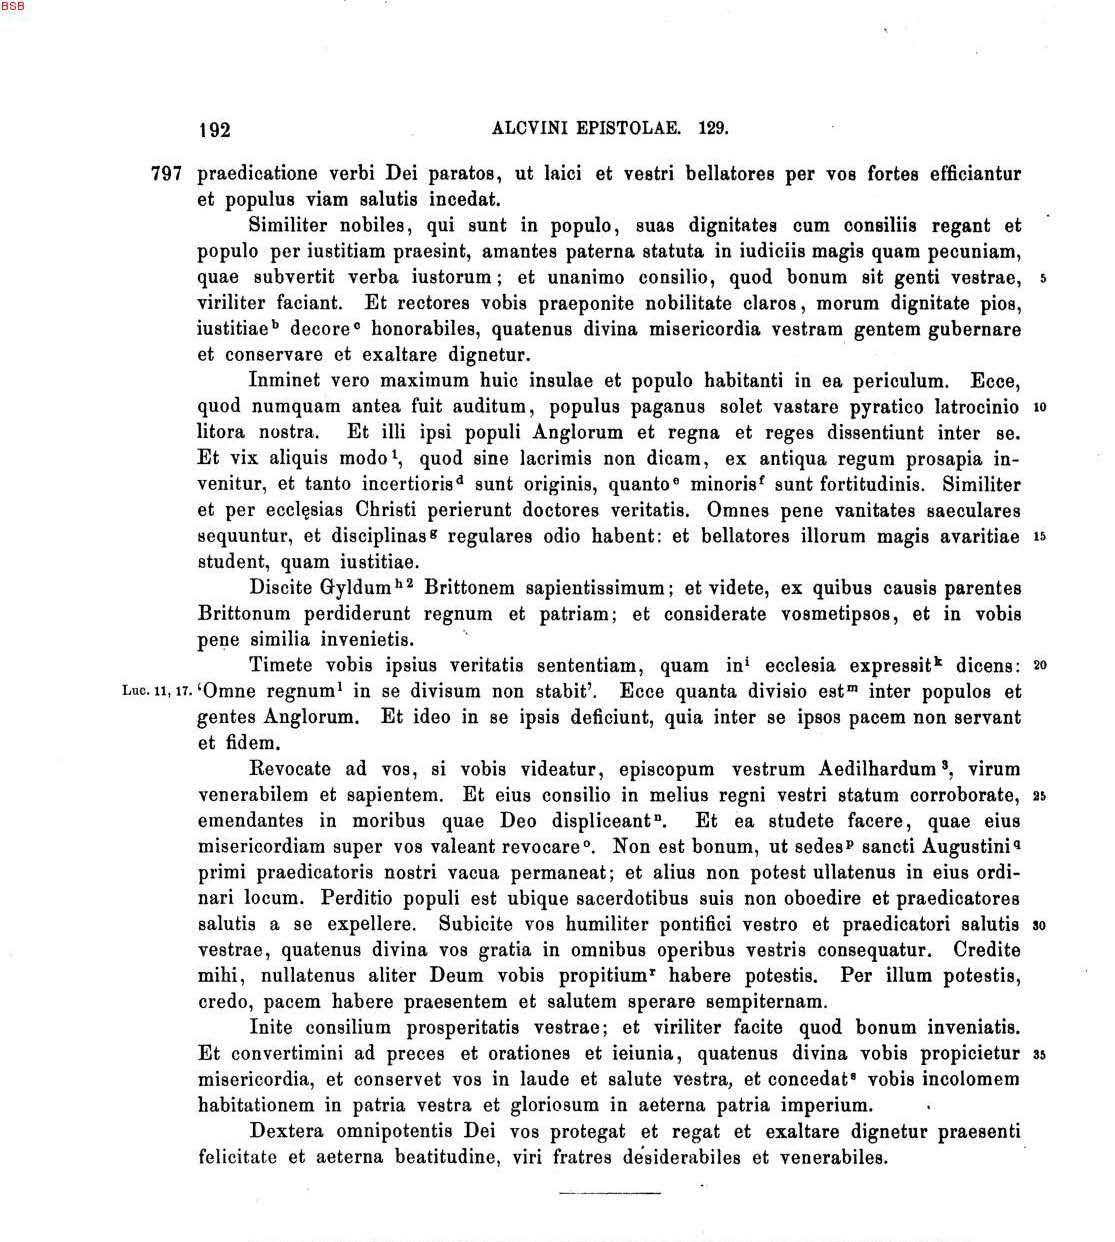 BSB
192 ALCVINI EPISTOLAE. 129.
797 praedicatione verbi Dei paratos, ut laici et vestri bellatores per vos fortes efficiantur
et populus viam salutis incedat.
Similiter nobiles, qui sunt in populo, suas dignitates cum consiliis regant et
populo per iustitiam praesint, amantes paterna statuta in iudiciis magis quam pecuniam,
quae subvertit verba iustorum; et unanimo consilio, quod bonum sit genti vestrae, 5
viriliter faciant. Et rectores vobis praeponite nobilitate claros, morum dignitate pios,
iustitiae ᵇ decore ᶜ honorabiles, quatenus divina misericordia vestram gentem gubernare
et conservare et exaltare dignetur.
Inminet vero maximum huic insulae et populo habitanti in ea periculum. Ecce,
quod numquam antea fuit auditum, populus paganus solet vastare pyratico latrocinio 10
litora nostra. Et illi ipsi populi Anglorum et regna et reges dissentiunt inter se.
Et vix aliquis modo ¹, quod sine lacrimis non dicam, ex antiqua regum prosapia in-
venitur, et tanto incertioris ᵈ sunt originis, quanto ᵉ minoris ᶠ sunt fortitudinis. Similiter
et per ecclęsias Christi perierunt doctores veritatis. Omnes pene vanitates saeculares
sequuntur, et disciplinas ᵍ regulares odio habent: et bellatores illorum magis avaritiae 15
student, quam iustitiae.
Discite Gyldum ʰ ² Brittonem sapientissimum; et videte, ex quibus causis parentes
Brittonum perdiderunt regnum et patriam; et considerate vosmetipsos, et in vobis
pene similia invenietis.
Timete vobis ipsius veritatis sententiam, quam in ⁱ ecclesia expressit ᵏ dicens: 20
Luc. 11, 17. ‘Omne regnum ˡ in se divisum non stabit’. Ecce quanta divisio est ᵐ inter populos et
gentes Anglorum. Et ideo in se ipsis deficiunt, quia inter se ipsos pacem non servant
et fidem.
Revocate ad vos, si vobis videatur, episcopum vestrum Aedilhardum ³, virum
venerabilem et sapientem. Et eius consilio in melius regni vestri statum corroborate, 25
emendantes in moribus quae Deo displiceant ⁿ. Et ea studete facere, quae eius
misericordiam super vos valeant revocare ᵒ. Non est bonum, ut sedes ᵖ sancti Augustini q
primi praedicatoris nostri vacua permaneat; et alius non potest ullatenus in eius ordi-
nari locum. Perditio populi est ubique sacerdotibus suis non oboedire et praedicatores
salutis a se expellere. Subicite vos humiliter pontifici vestro et praedicatori salutis 30
vestrae, quatenus divina vos gratia in omnibus operibus vestris consequatur. Credite
mihi, nullatenus aliter Deum vobis propitium ʳ habere potestis. Per illum potestis,
credo, pacem habere praesentem et salutem sperare sempiternam.
Inite consilium prosperitatis vestrae; et viriliter facite quod bonum inveniatis.
Et convertimini ad preces et orationes et ieiunia, quatenus divina vobis propicietur 35
misericordia, et conservet vos in laude et salute vestra, et concedat ˢ vobis incolomem
habitationem in patria vestra et gloriosum in aeterna patria imperium.
Dextera omnipotentis Dei vos protegat et regat et exaltare dignetur praesenti
felicitate et aeterna beatitudine, viri fratres desiderabiles et venerabiles.